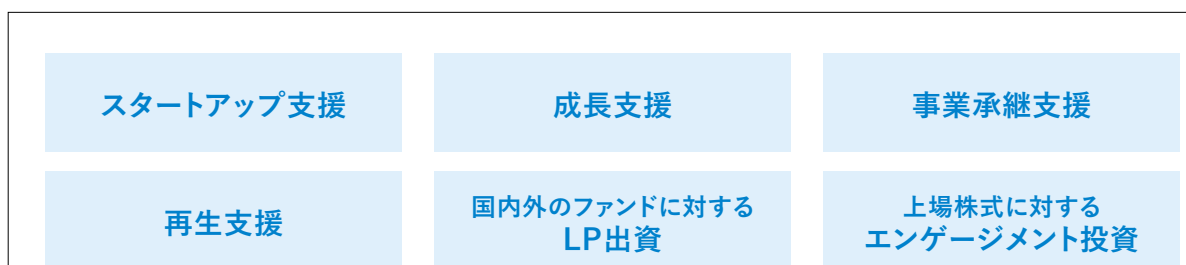 スタートアップ支援
成長支援
事業承継支援
再生支援
国内外のファンドに対する
LP出資
上場株式に対する
エンゲージメント投資